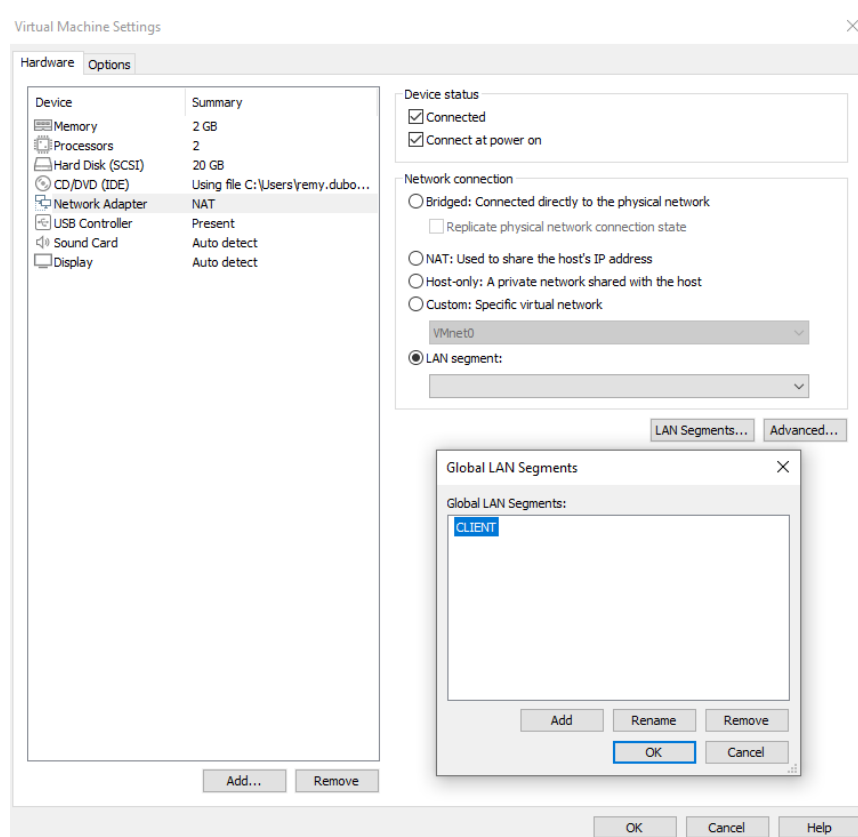 Virtual Machine Settings
Hardware Options
Device Summary
Memory 2 GB
Processors 2
Hard Disk (SCSI) 20 GB
CD/DVD (IDE) Using file C:\Users\remy.dubo...
Network Adapter NAT
USB Controller Present
Sound Card Auto detect
Display Auto detect
Add... Remove
Device status
Connected
Connect at power on
Network connection
Bridged: Connected directly to the physical network
Replicate physical network connection state
NAT: Used to share the host's IP address
Host-only: A private network shared with the host
Custom: Specific virtual network
VMnet0
LAN segment:
LAN Segments... Advanced...
Global LAN Segments
Global LAN Segments:
CLIENT
Add Rename Remove
OK Cancel
OK Cancel Help